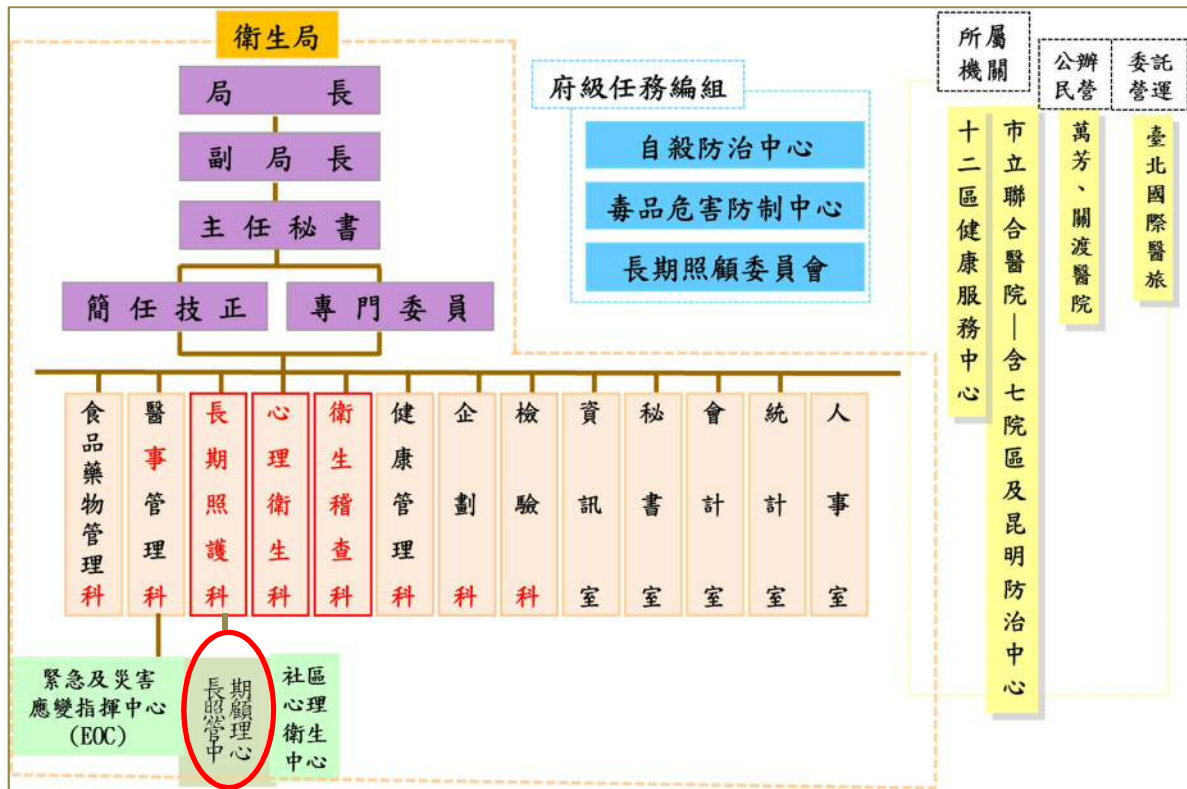 衛生局
局長
副局長
主任秘書
簡任技正
專門委員
食品藥物管理科
醫事管理科
長期照護科
心理衛生科
衛生稽查科
健康管理科
企劃科
檢驗科
資訊室
秘書室
會計室
統計室
人事室
緊急及災害
應變指揮中心
(EOC)
長期
照顧
管理
中心
社區
心理
衛生
中心
府級任務編組
自殺防治中心
毒品危害防制中心
長期照顧委員會
所屬
機關
市立聯合醫院—含七院區及昆明防治中心
十二區健康服務中心
公辦
民營
萬芳、關渡醫院
委託
營運
臺北國際醫旅